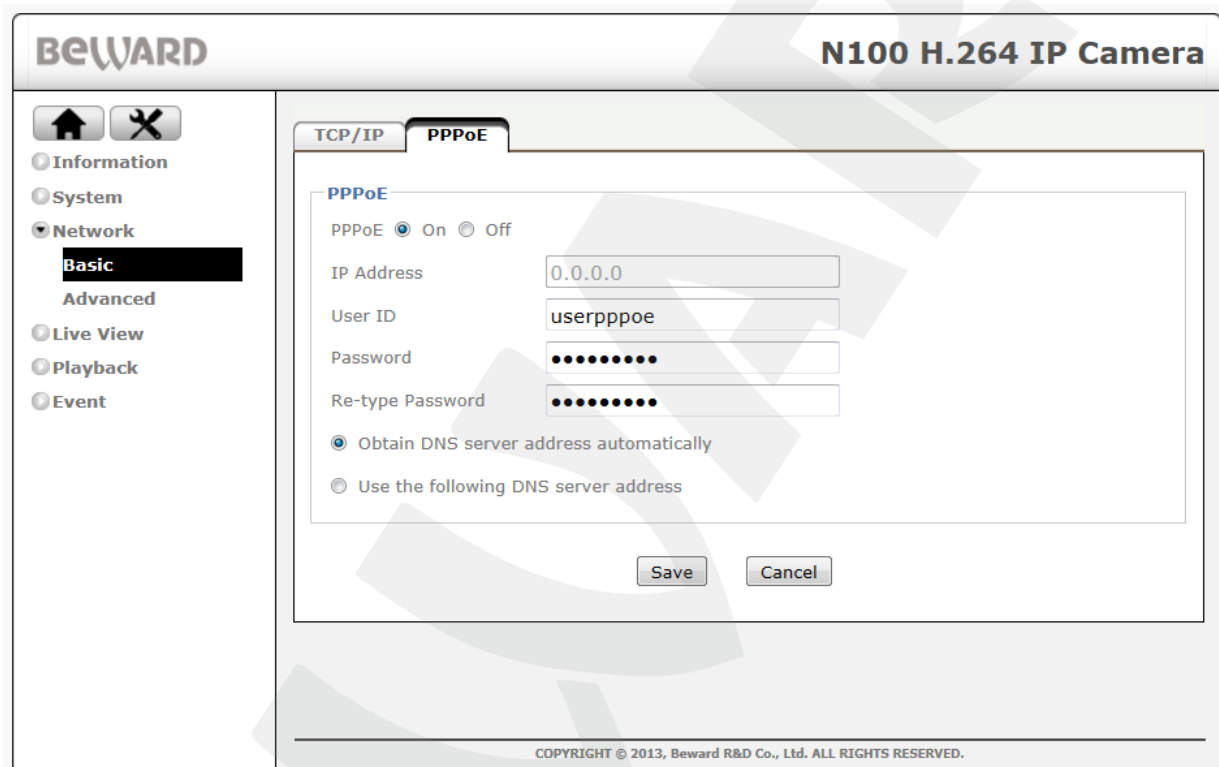 BEWARD
N100 H.264 IP Camera
Information
System
Network
Basic
Advanced
Live View
Playback
Event
TCP/IP PPPoE
PPPoE
PPPoE On Off
IP Address 0.0.0.0
User ID userpppoe
Password •••••••••
Re-type Password •••••••••
Obtain DNS server address automatically
Use the following DNS server address
Save Cancel
COPYRIGHT © 2013, Beward R&D Co., Ltd. ALL RIGHTS RESERVED.